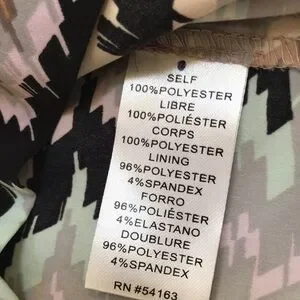 SELF
100%POLYESTER
LIBRE
100%POLIÉSTER
CORPS
100%POLYESTER
LINING
96%POLYESTER
4%SPANDEX
FORRO
96%POLIÉSTER
4%ELASTANO
DOUBLURE
96%POLYESTER
4%SPANDEX
RN #54163